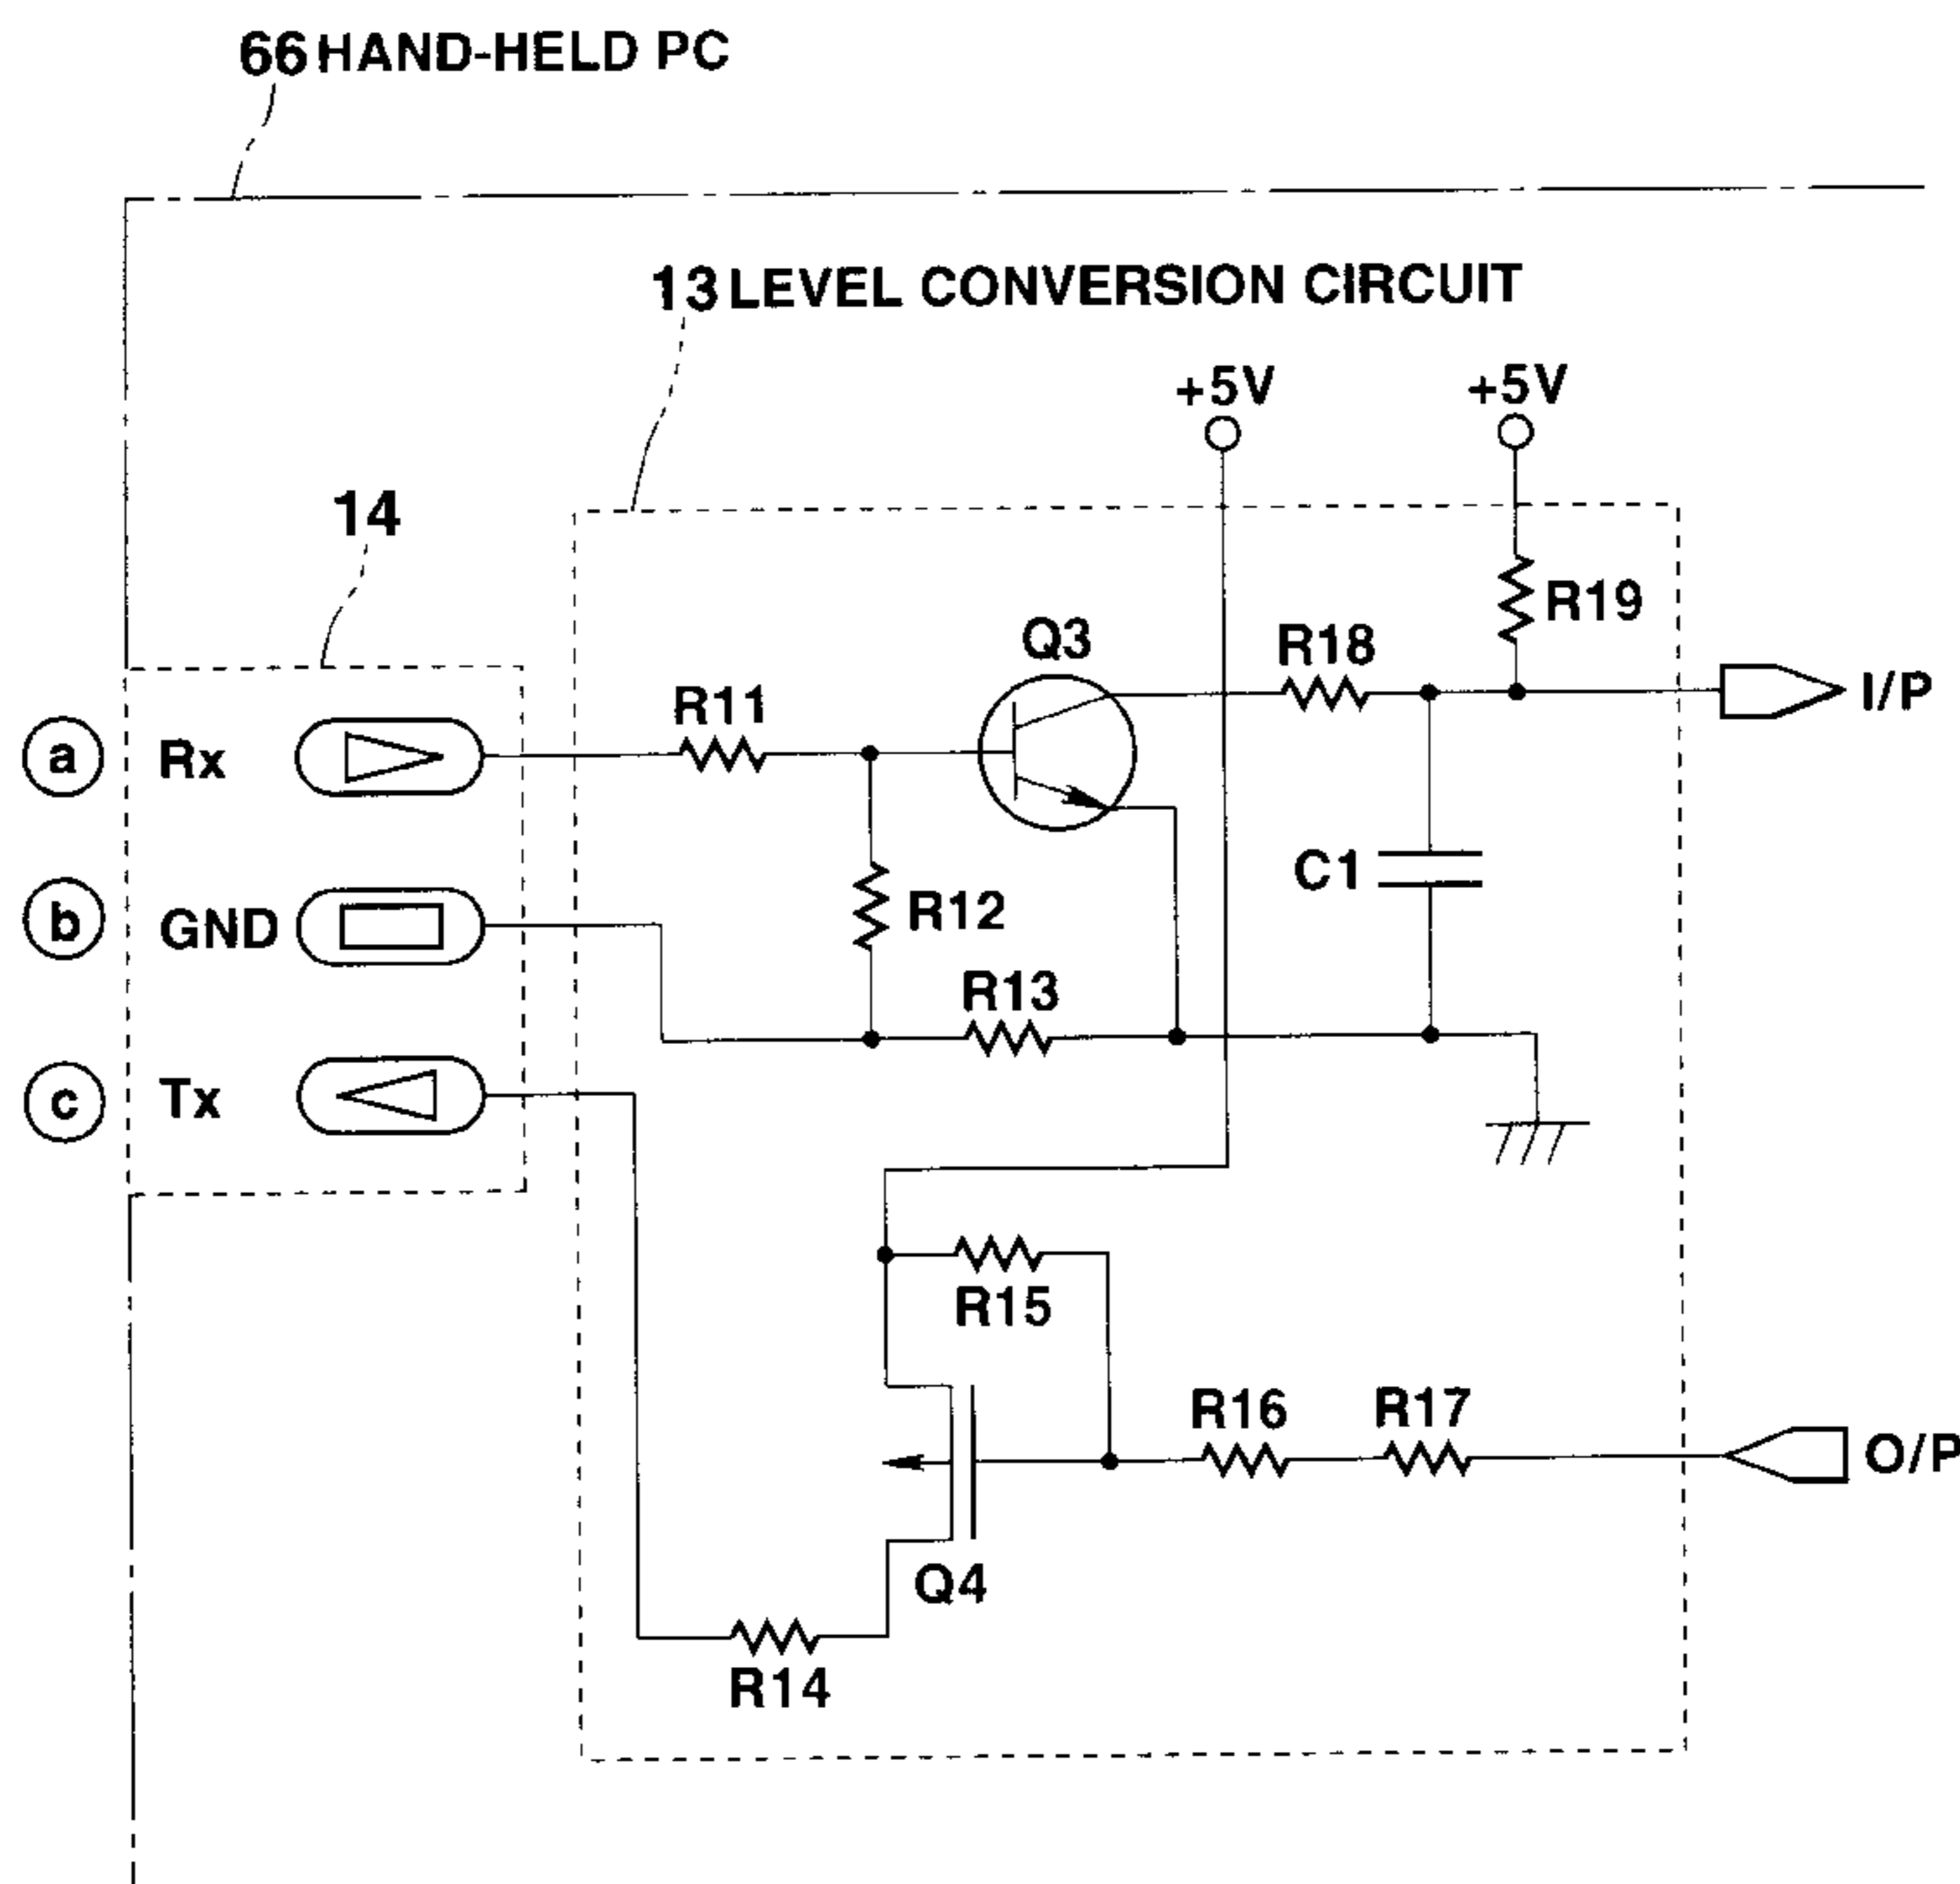 66 HAND-HELD PC
13 LEVEL CONVERSION CIRCUIT
+5V
+5V
14
R19
Q3
R18
R11
I/P
a
Rx
C1
b
GND
R12
R13
c
Tx
R15
R16
R17
O/P
Q4
R14